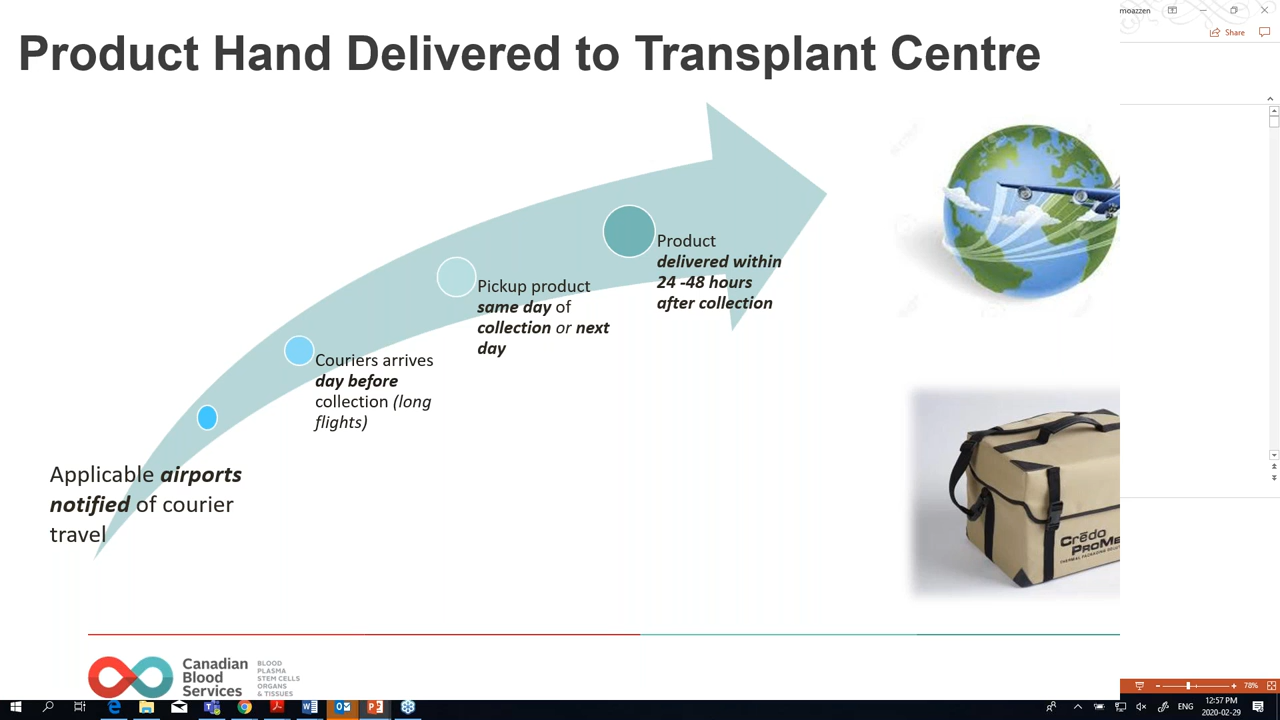 Product Hand Delivered to Transplant Centre
moazzen
Share
Product
delivered within
24 -48 hours
after collection
Pickup product
same day of
collection or next
day
Couriers arrives
day before
collection (long
flights)
Applicable airports
notified of courier
travel
Crēdo
ProMe
Canadian
Blood
Services
BLOOD
PLASMA
STEM CELLS
ORGANS
& TISSUES
78%
ENG
12:57 PM
2020-02-29